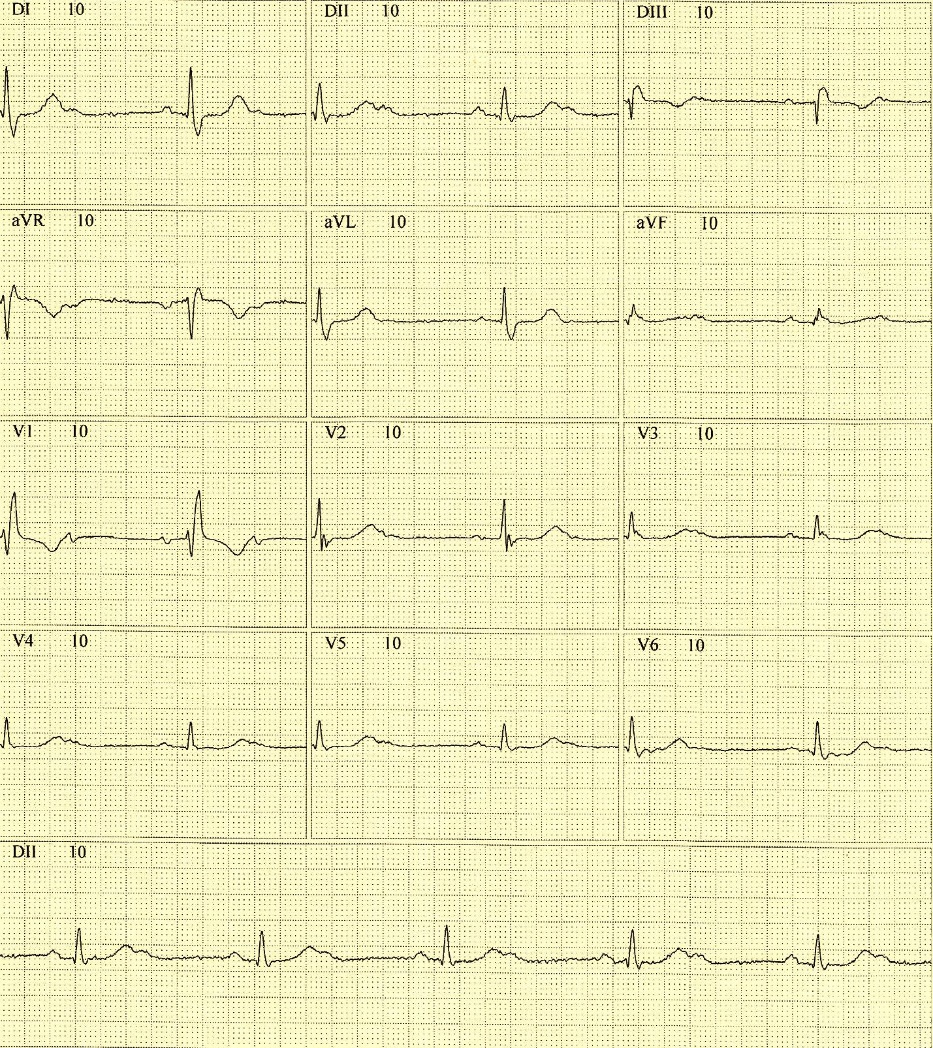 DI 10
DII 10
DIII 10
aVR 10
aVL 10
aVF 10
V1 10
V2 10
V3 10
V4 10
V5 10
V6 10
DII 10